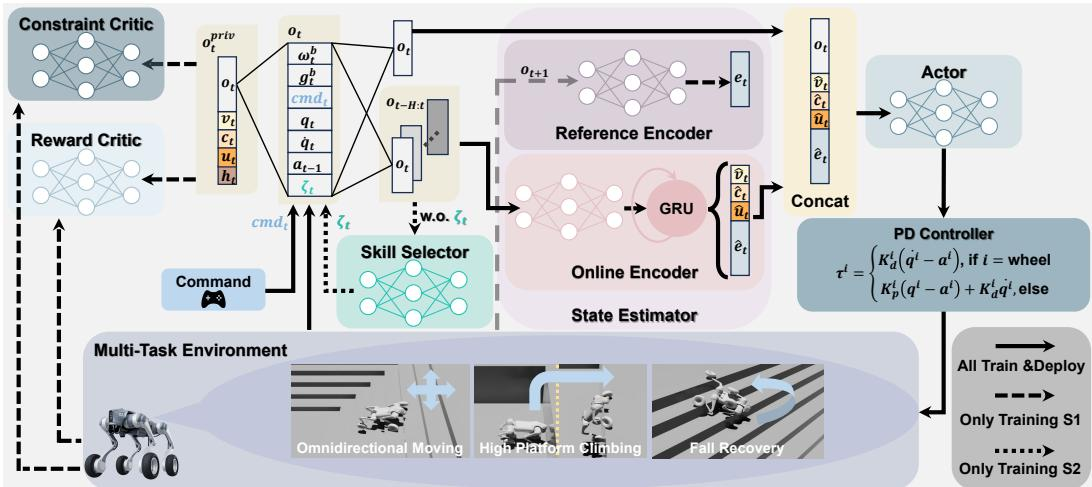 Constraint Critic
Reward Critic
o_t^{priv}
o_t
v_t
c_t
u_t
h_t
o_t
ω_t^b
g_t^b
cmd_t
q_t
q̇_t
a_{t-1}
ζ_t
o_t
o_{t-H:t}
o_t
w.o. ζ_t
cmd_t
ζ_t
Command
Skill Selector
o_{t+1}
e_t
Reference Encoder
GRU
v̂_t
ĉ_t
û_t
ê_t
Online Encoder
State Estimator
o_t
v̂_t
ĉ_t
û_t
ê_t
Concat
Actor
PD Controller
τ^i = { K_d^i(q̇^i − a^i), if i = wheel
K_p^i(q^i − a^i) + K_d^i q̇^i, else
Multi-Task Environment
Omnidirectional Moving
High Platform Climbing
Fall Recovery
All Train &Deploy
Only Training S1
Only Training S2